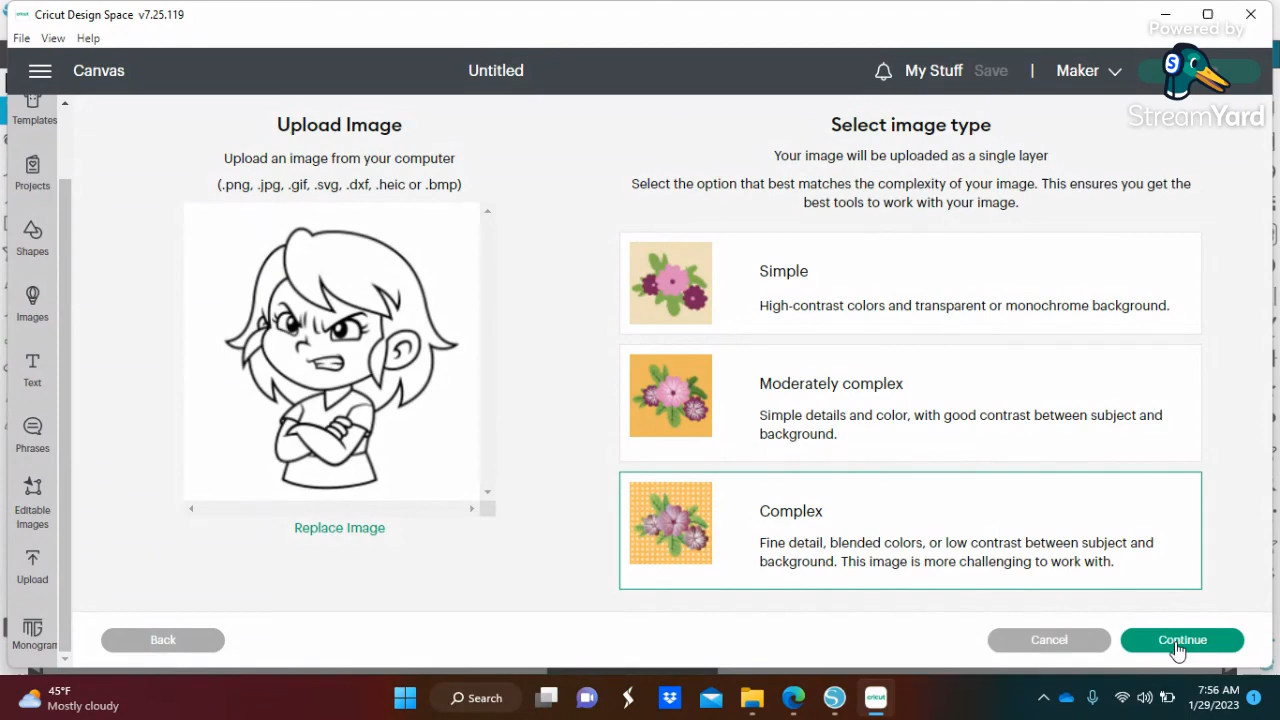 Cricut Design Space v7.25.119
File View Help
Powered by
StreamYard
Canvas
Untitled
My Stuff Save | Maker
Templates
Projects
Shapes
Images
Text
Phrases
Editable
Images
Upload
Monogram
Upload Image
Upload an image from your computer
(.png, .jpg, .gif, .svg, .dxf, .heic or .bmp)
Replace Image
Select image type
Your image will be uploaded as a single layer
Select the option that best matches the complexity of your image. This ensures you get the
best tools to work with your image.
Simple
High-contrast colors and transparent or monochrome background.
Moderately complex
Simple details and color, with good contrast between subject and
background.
Complex
Fine detail, blended colors, or low contrast between subject and
background. This image is more challenging to work with.
Back
Cancel
Continue
45°F
Mostly cloudy
Search
cricut
7:56 AM
1/29/2023
1